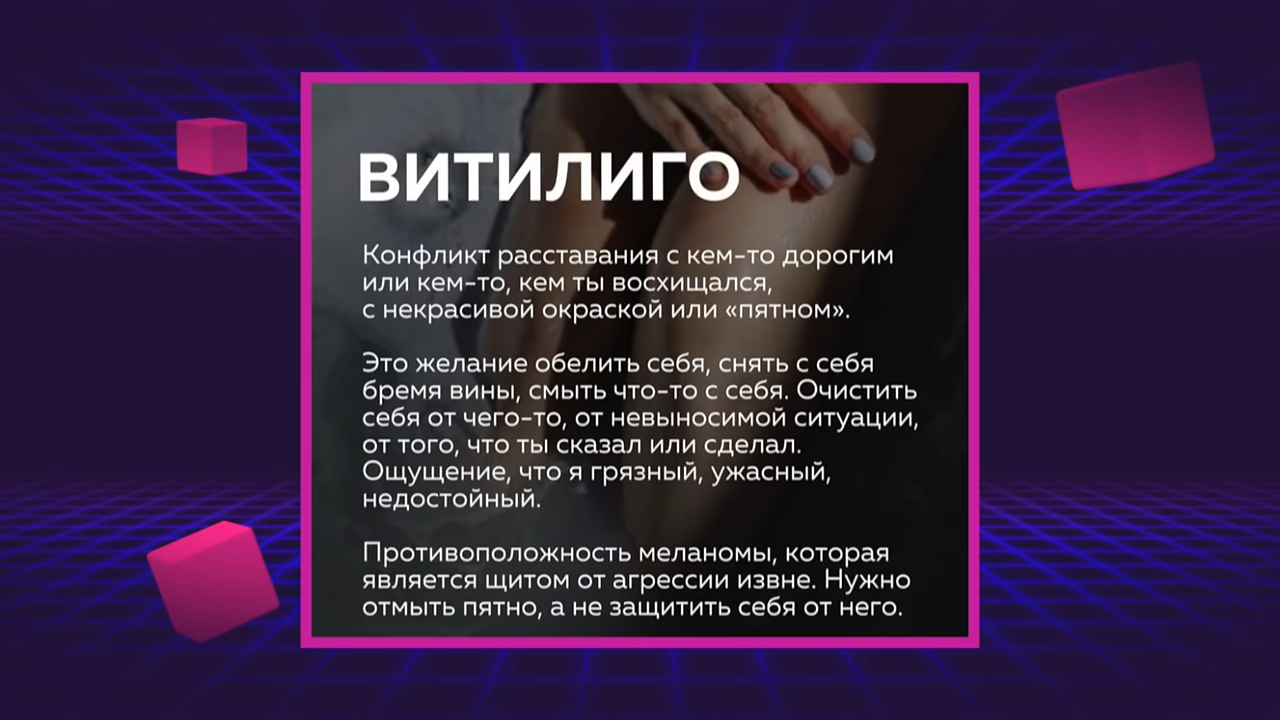 ВИТИЛИГО
Конфликт расставания с кем-то дорогим
или кем-то, кем ты восхищался,
с некрасивой окраской или «пятном».
Это желание обелить себя, снять с себя
бремя вины, смыть что-то с себя. Очистить
себя от чего-то, от невыносимой ситуации,
от того, что ты сказал или сделал.
Ощущение, что я грязный, ужасный,
недостойный.
Противоположность меланомы, которая
является щитом от агрессии извне. Нужно
отмыть пятно, а не защитить себя от него.